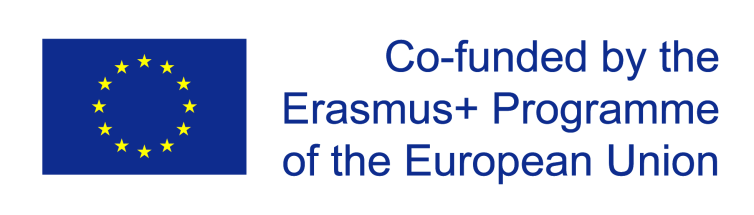 Co-funded by the
Erasmus+ Programme
of the European Union